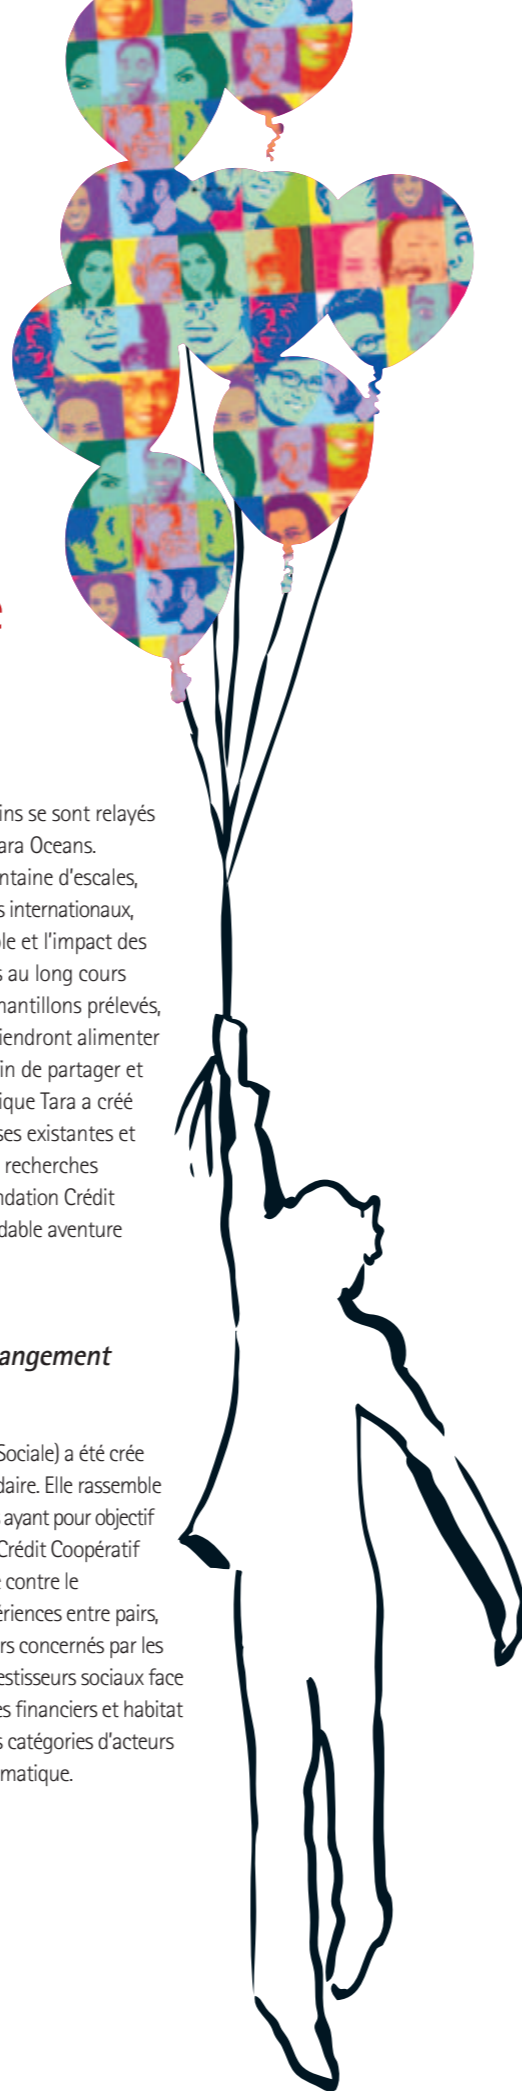 e
ins se sont relayés
ara Oceans.
ntaine d'escales,
s internationaux,
le et l'impact des
s au long cours
hantillons prélevés,
iendront alimenter
in de partager et
ique Tara a créé
ses existantes et
recherches
ndation Crédit
dable aventure
angement
Sociale) a été crée
daire. Elle rassemble
s ayant pour objectif
Crédit Coopératif
e contre le
ériences entre pairs,
rs concernés par les
estisseurs sociaux face
es financiers et habitat
s catégories d'acteurs
matique.